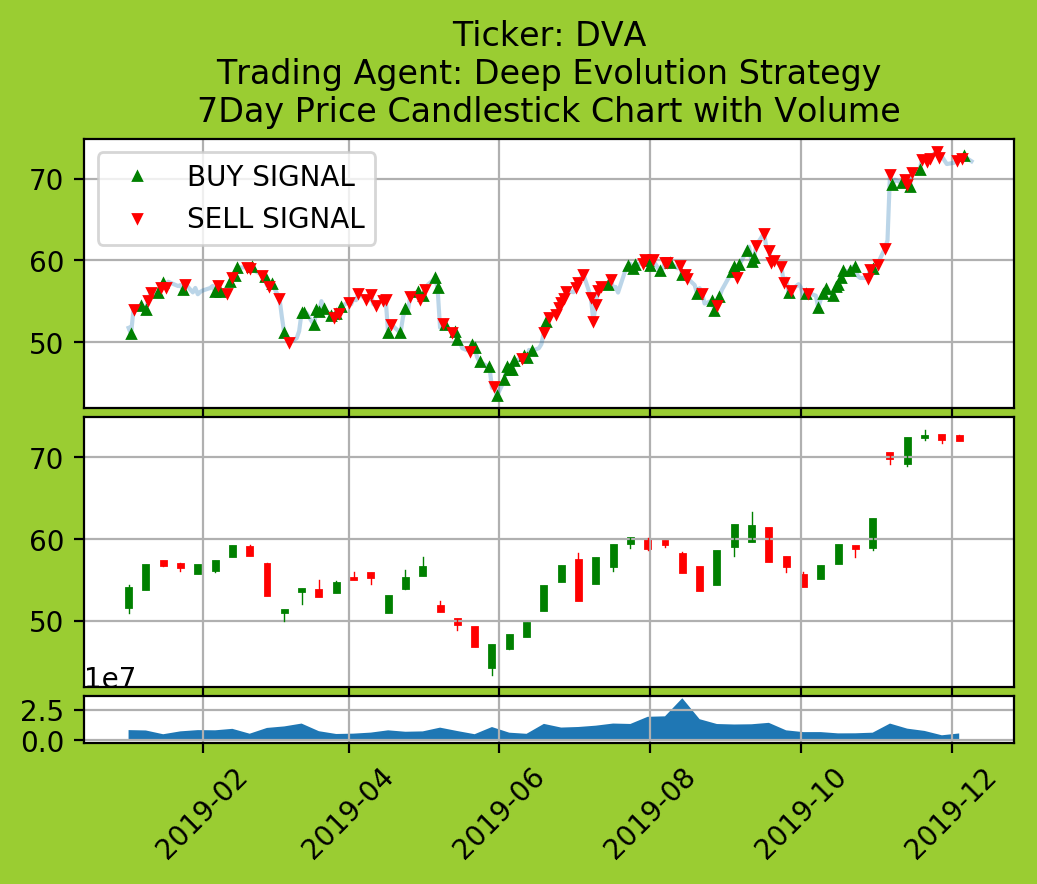 Ticker: DVA
Trading Agent: Deep Evolution Strategy
7Day Price Candlestick Chart with Volume
BUY SIGNAL
SELL SIGNAL
70
60
50
70
60
50
1e7
2.5
0.0
2019-02
2019-04
2019-06
2019-08
2019-10
2019-12